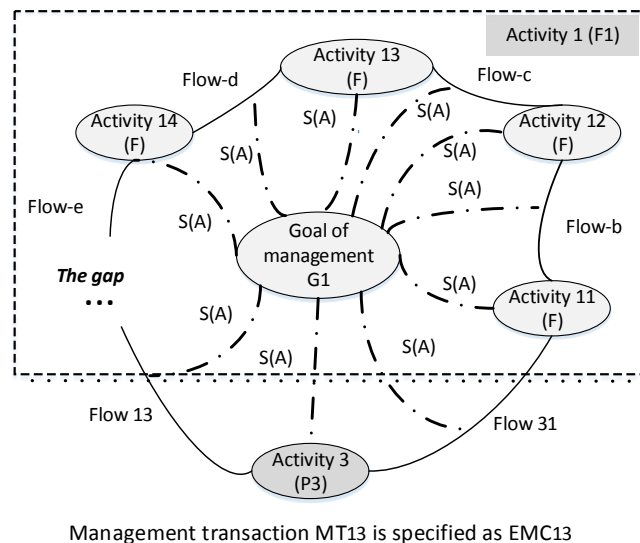 Activity 1 (F1)
Activity 13
(F)
Flow-d
Flow-c
S(A)
S(A)
S(A)
Activity 14
(F)
Activity 12
(F)
S(A)
S(A)
Flow-e
S(A)
Goal of
management
G1
Flow-b
The gap
...
S(A)
Activity 11
(F)
S(A)
S(A)
S(A)
Flow 13
Flow 31
Activity 3
(P3)
Management transaction MT13 is specified as EMC13